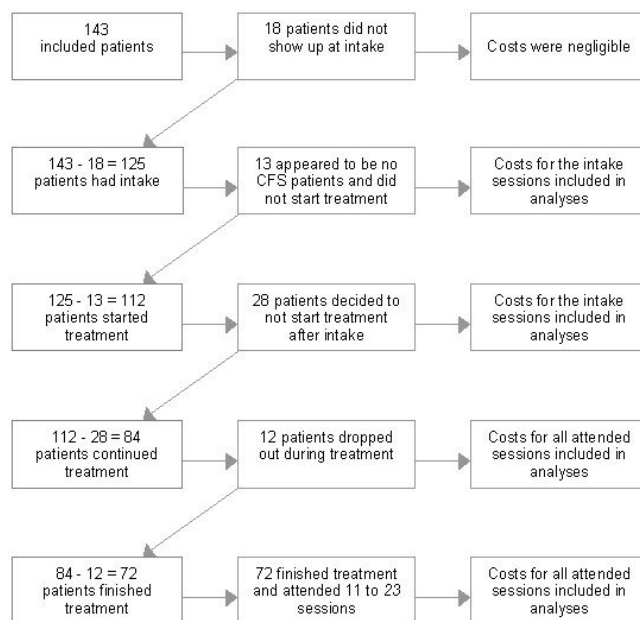 143
included patients
18 patients did not
show up at intake
Costs were negligible
143 - 18 = 125
patients had intake
13 appeared to be no
CFS patients and did
not start treatment
Costs for the intake
sessions included in
analyses
125 - 13 = 112
patients started
treatment
28 patients decided to
not start treatment
after intake
Costs for the intake
sessions included in
analyses
112 - 28 = 84
patients continued
treatment
12 patients dropped
out during treatment
Costs for all attended
sessions included in
analyses
84 - 12 = 72
patients finished
treatment
72 finished treatment
and attended 11 to 23
sessions
Costs for all attended
sessions included in
analyses